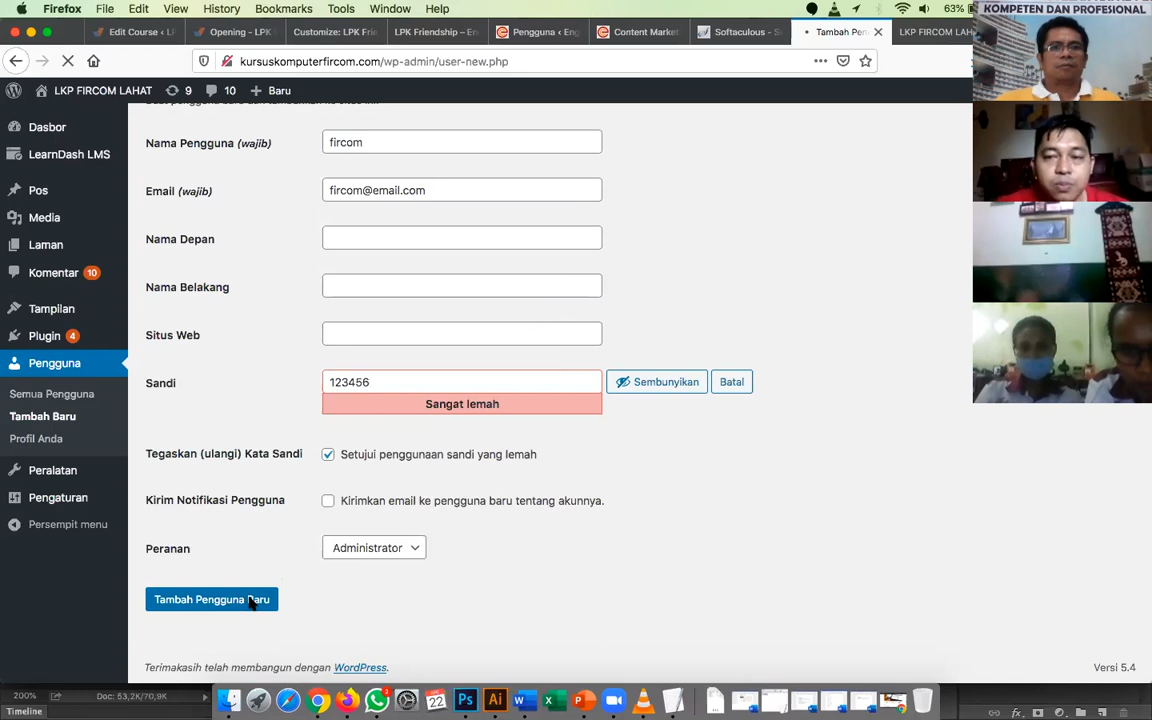 Firefox File Edit View History Bookmarks Tools Window Help 63%
KOMPETEN DAN PROFESIONAL
Edit Course ‹ L Opening - LPK Customize: LPK Frie LPK Friendship – En Pengguna ‹ Eng Content Market Softaculous - S Tambah Pen LKP FIRCOM LAH
kursuskomputerfircom.com/wp-admin/user-new.php
LKP FIRCOM LAHAT 9 10 Baru
Dasbor
LearnDash LMS
Pos
Media
Laman
Komentar 10
Tampilan
Plugin 4
Pengguna
Semua Pengguna
Tambah Baru
Profil Anda
Peralatan
Pengaturan
Persempit menu
Nama Pengguna (wajib) fircom
Email (wajib) fircom@email.com
Nama Depan
Nama Belakang
Situs Web
Sandi 123456 Sembunyikan Batal
Sangat lemah
Tegaskan (ulangi) Kata Sandi Setujui penggunaan sandi yang lemah
Kirim Notifikasi Pengguna Kirimkan email ke pengguna baru tentang akunnya.
Peranan Administrator
Tambah Pengguna Baru
Terimakasih telah membangun dengan WordPress. Versi 5.4
200% Doc: 53,2K/70,9K